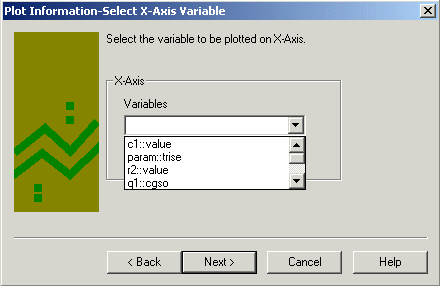 Plot Information-Select X-Axis Variable
Select the variable to be plotted on X-Axis.
X-Axis
Variables
c1::value
param::trise
r2::value
q1::cgso
< Back
Next >
Cancel
Help